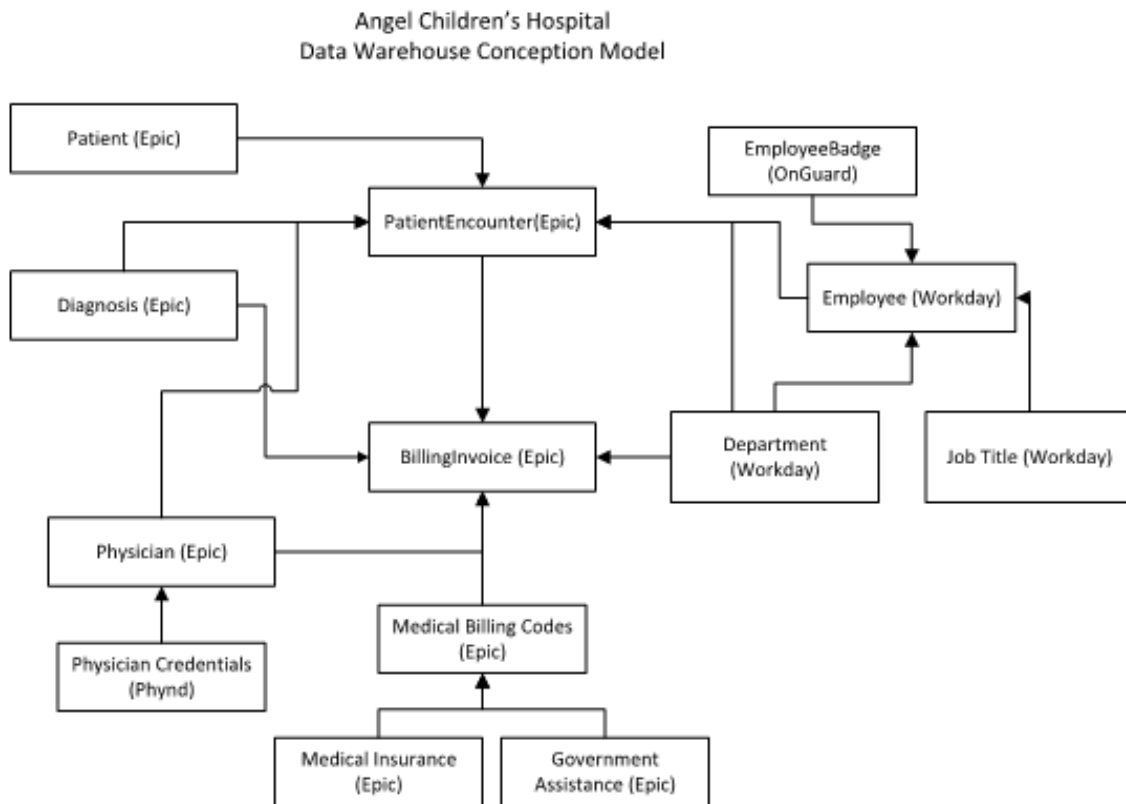 Angel Children's Hospital
Data Warehouse Conception Model
Patient (Epic)
EmployeeBadge
(OnGuard)
PatientEncounter(Epic)
Diagnosis (Epic)
Employee (Workday)
BillingInvoice (Epic)
Department
(Workday)
Job Title (Workday)
Physician (Epic)
Medical Billing Codes
(Epic)
Physician Credentials
(Phynd)
Medical Insurance
(Epic)
Government
Assistance (Epic)